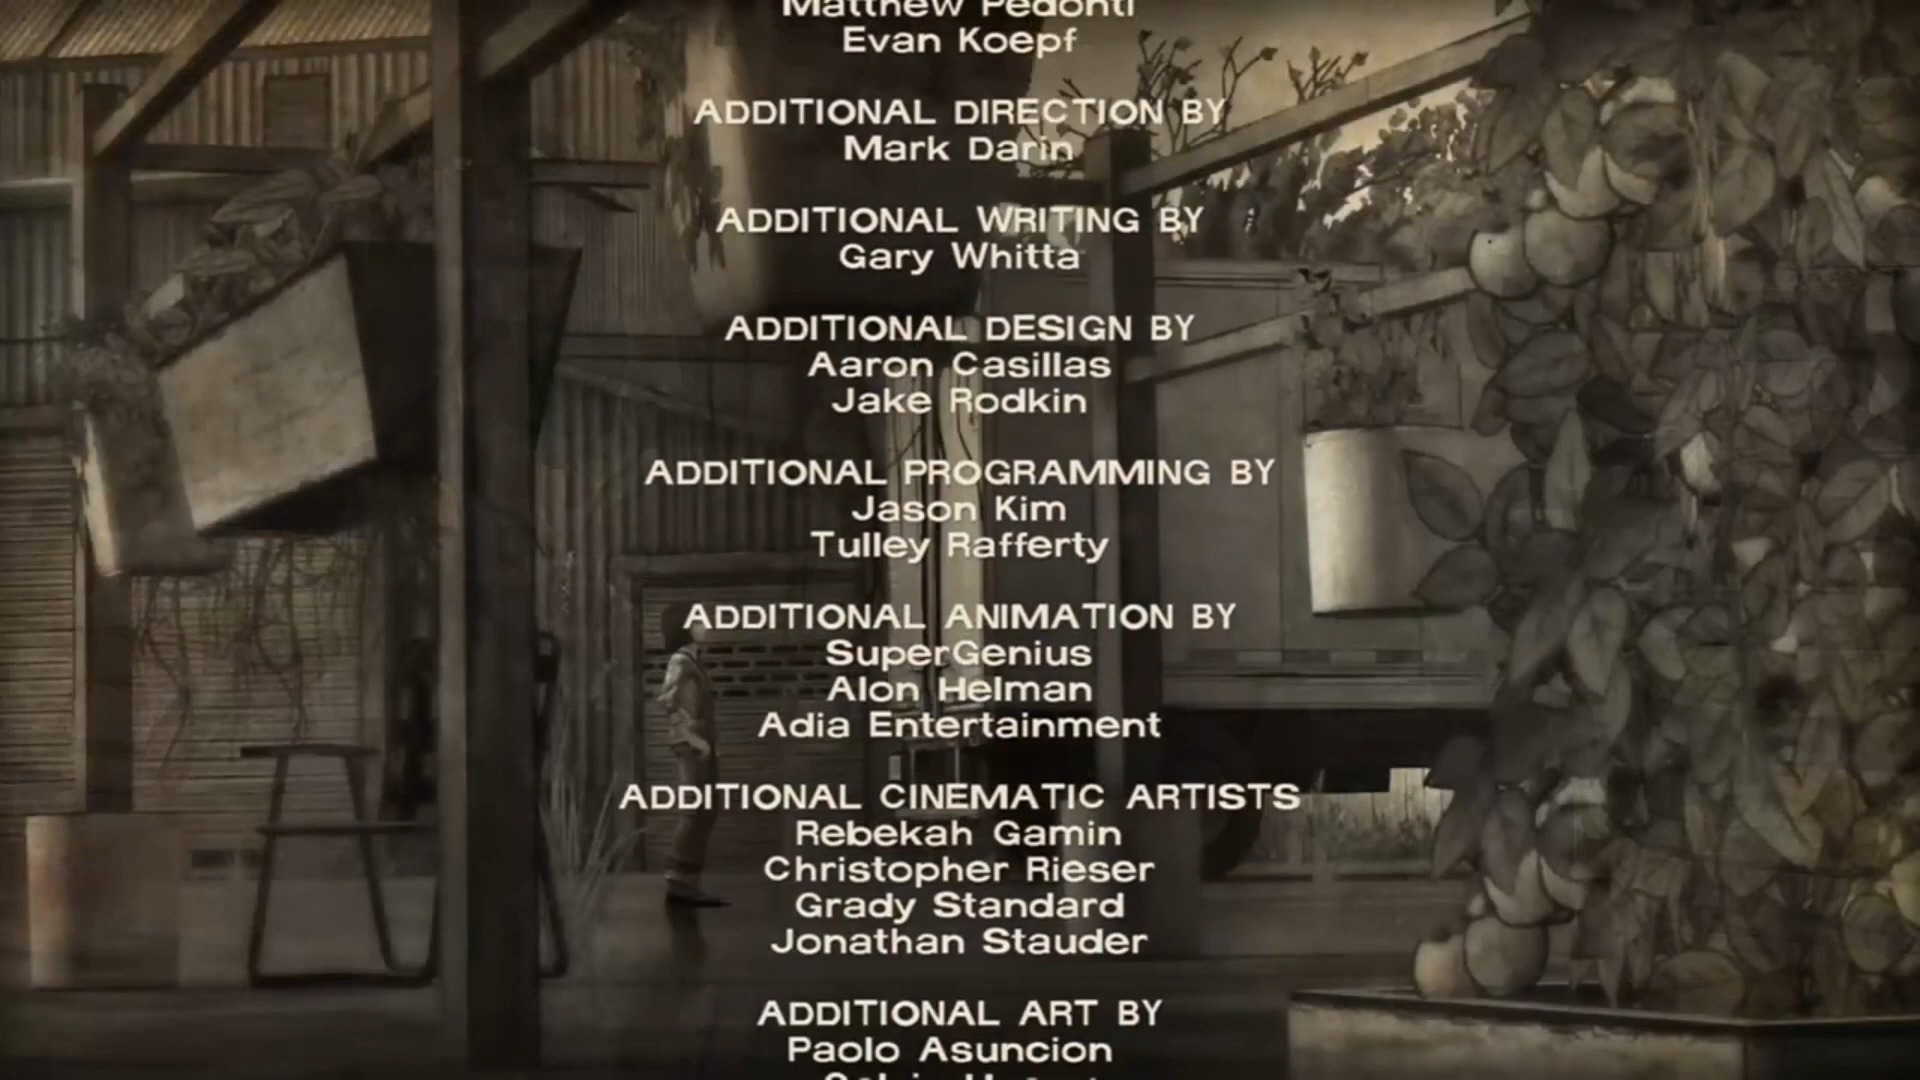 Matthew Pedonti
Evan Koepf
ADDITIONAL DIRECTION BY
Mark Darin
ADDITIONAL WRITING BY
Gary Whitta
ADDITIONAL DESIGN BY
Aaron Casillas
Jake Rodkin
ADDITIONAL PROGRAMMING BY
Jason Kim
Tulley Rafferty
ADDITIONAL ANIMATION BY
SuperGenius
Alon Helman
Adia Entertainment
ADDITIONAL CINEMATIC ARTISTS
Rebekah Gamin
Christopher Rieser
Grady Standard
Jonathan Stauder
ADDITIONAL ART BY
Paolo Asuncion